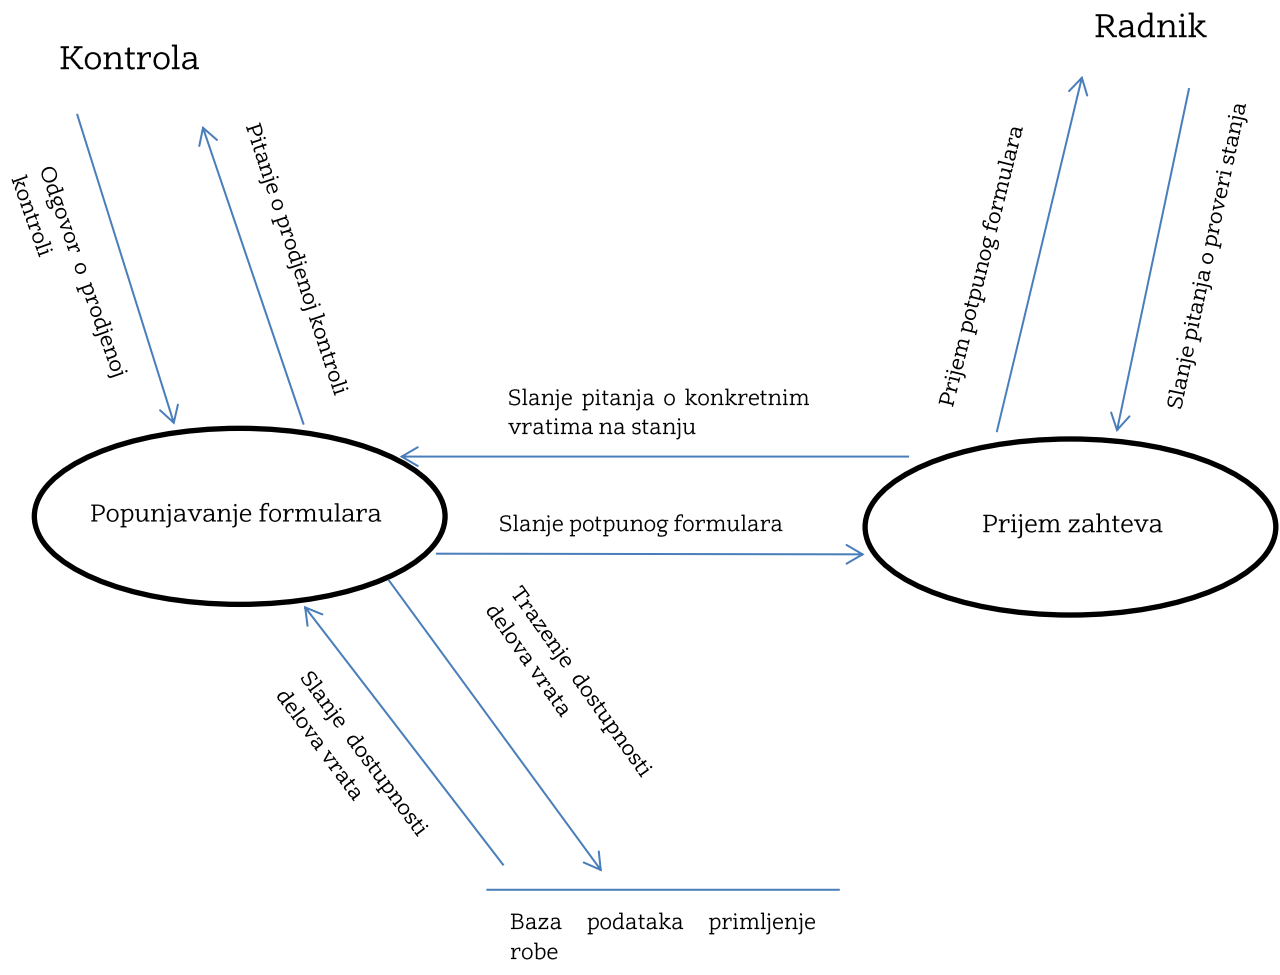 Radnik
Kontrola
Odgovor o prodjenoj
kontroli
Pitanje o prodjenoj kontroli
Prijem potpunog formulara
Slanje pitanja o proveri stanja
Slanje pitanja o konkretnim
vratima na stanju
Popunjavanje formulara
Slanje potpunog formulara
Prijem zahteva
Trazenje dostupnosti
delova vrata
Slanje dostupnosti
delova vrata
Baza podataka primljenje
robe